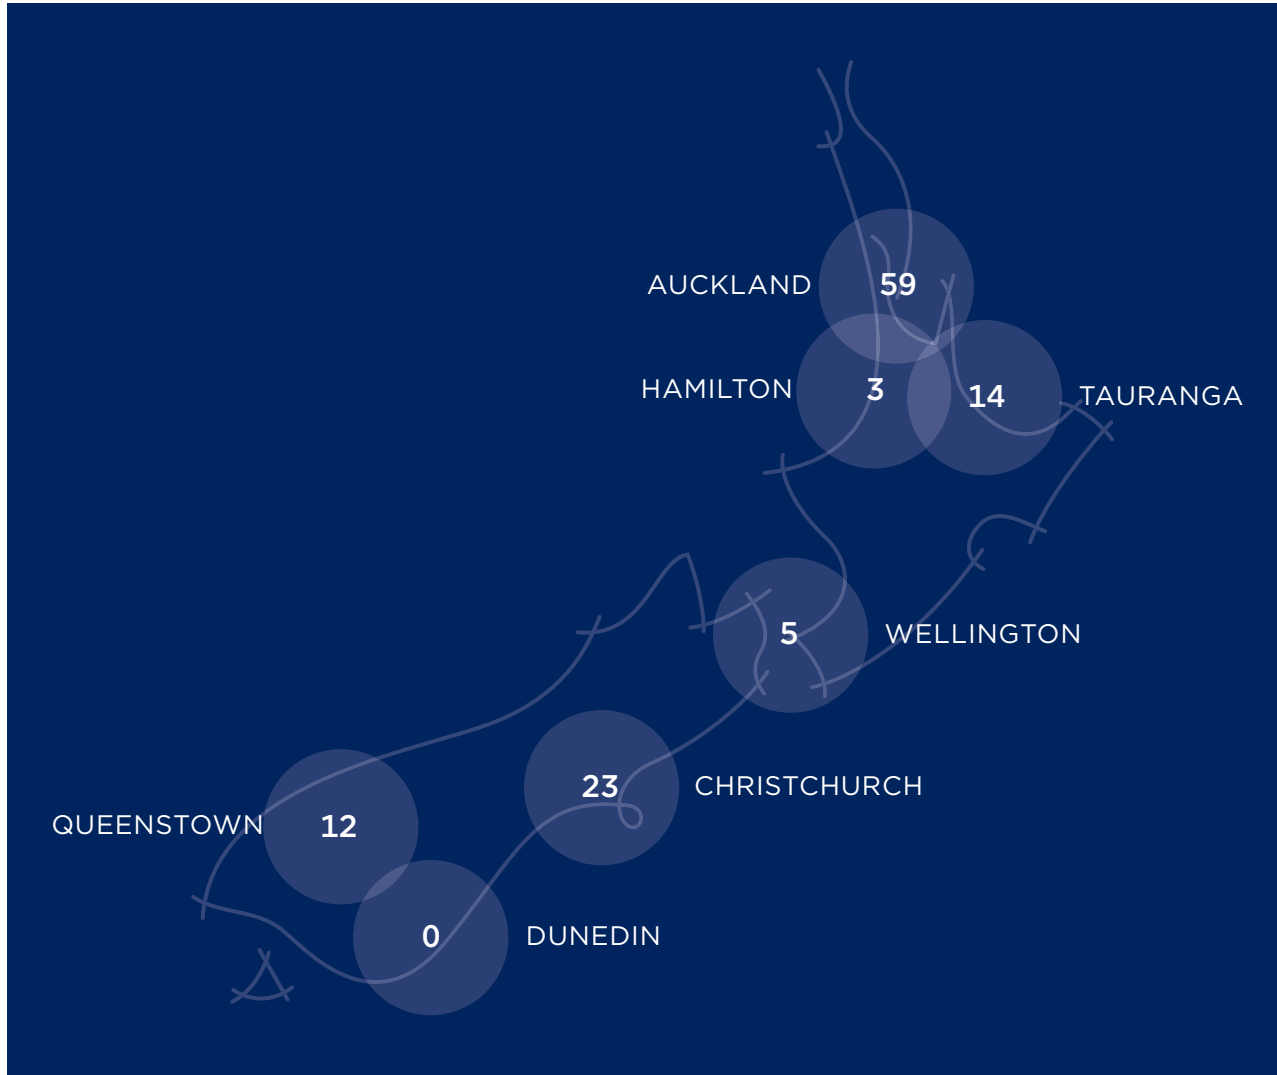 AUCKLAND 59
HAMILTON 3
14 TAURANGA
5 WELLINGTON
23 CHRISTCHURCH
QUEENSTOWN 12
0 DUNEDIN